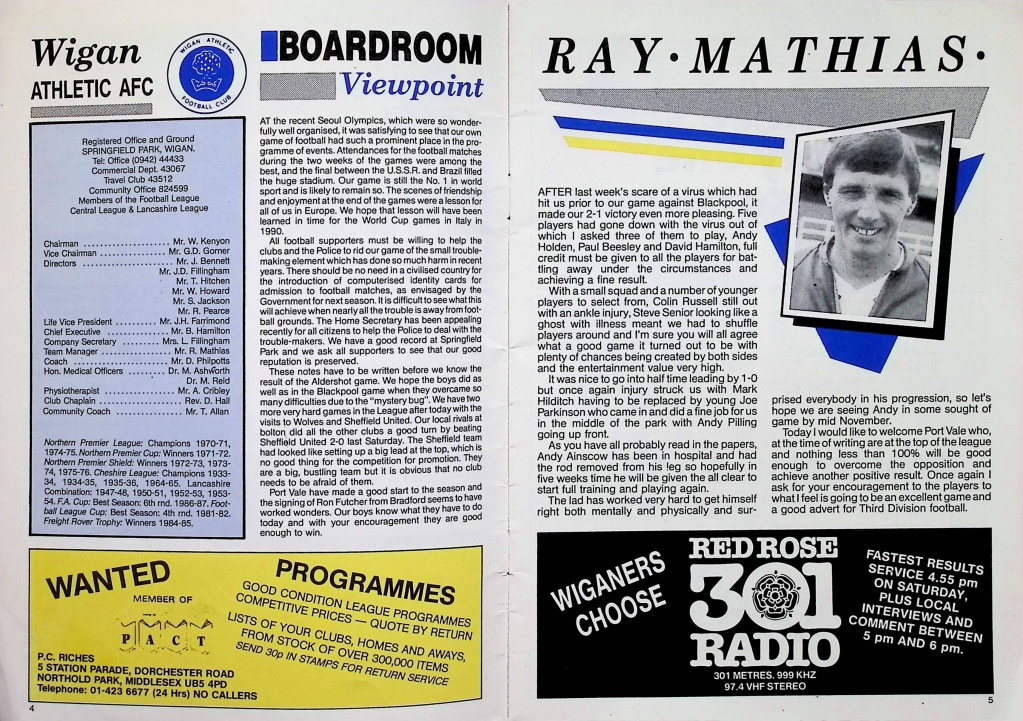 Wigan
ATHLETIC AFC
WIGAN ATHLETIC
FOOTBALL CLUB
Registered Office and Ground
SPRINGFIELD PARK, WIGAN.
Tel: Office (0942) 44433
Commercial Dept. 43067
Travel Club 43512
Community Office 824599
Members of the Football League
Central League & Lancashire League
Chairman ........................ Mr. W. Kenyon
Vice Chairman .................... Mr. G.D. Gorner
Directors ........................ Mr. J. Bennett
Mr. J.D. Fillingham
Mr. T. Hitchen
Mr. W. Howard
Mr. S. Jackson
Mr. R. Pearce
Life Vice President ........ Mr. J.H. Farrimond
Chief Executive ................ Mr. B. Hamilton
Company Secretary ........ Mrs. L. Fillingham
Team Manager .................... Mr. R. Mathias
Coach ............................ Mr. D. Philpotts
Hon. Medical Officers .......... Dr. M. Ashworth
Dr. M. Reid
Physiotherapist .................. Mr. A. Cribley
Club Chaplain .................... Rev. D. Hall
Community Coach .................. Mr. T. Allan
Northern Premier League: Champions 1970-71,
1974-75. Northern Premier Cup: Winners 1971-72.
Northern Premier Shield: Winners 1972-73, 1973-
74, 1975-76. Cheshire League: Champions 1933-
34, 1934-35, 1935-36, 1964-65. Lancashire
Combination: 1947-48, 1950-51, 1952-53, 1953-
54. F.A. Cup: Best Season: 6th rnd. 1986-87. Foot-
ball League Cup: Best Season: 4th rnd. 1981-82.
Freight Rover Trophy: Winners 1984-85.
BOARDROOM
Viewpoint
AT the recent Seoul Olympics, which were so wonder-
fully well organised, it was satisfying to see that our own
game of football had such a prominent place in the pro-
gramme of events. Attendances for the football matches
during the two weeks of the games were among the
best, and the final between the U.S.S.R. and Brazil filled
the huge stadium. Our game is still the No. 1 in world
sport and is likely to remain so. The scenes of friendship
and enjoyment at the end of the games were a lesson for
all of us in Europe. We hope that lesson will have been
learned in time for the World Cup games in Italy in
1990.
All football supporters must be willing to help the
clubs and the Police to rid our game of the small trouble-
making element which has done so much harm in recent
years. There should be no need in a civilised country for
the introduction of computerised identity cards for
admission to football matches, as envisaged by the
Government for next season. It is difficult to see what this
will achieve when nearly all the trouble is away from foot-
ball grounds. The Home Secretary has been appealing
recently for all citizens to help the Police to deal with the
trouble-makers. We have a good record at Springfield
Park and we ask all supporters to see that our good
reputation is preserved.
These notes have to be written before we know the
result of the Aldershot game. We hope the boys did as
well as in the Blackpool game when they overcame so
many difficulties due to the "mystery bug". We have two
more very hard games in the League after today with the
visits to Wolves and Sheffield United. Our local rivals at
bolton did all the other clubs a good turn by beating
Sheffield United 2-0 last Saturday. The Sheffield team
had looked like setting up a big lead at the top, which is
no good thing for the competition for promotion. They
are a big, bustling team but it is obvious that no club
needs to be afraid of them.
Port Vale have made a good start to the season and
the signing of Ron Futcher from Bradford seems to have
worked wonders. Our boys know what they have to do
today and with your encouragement they are good
enough to win.
WANTED
MEMBER OF
PACT
P.C. RICHES
5 STATION PARADE, DORCHESTER ROAD
NORTHOLD PARK, MIDDLESEX UB5 4PD
Telephone: 01-423 6677 (24 Hrs) NO CALLERS
PROGRAMMES
GOOD CONDITION LEAGUE PROGRAMMES
COMPETITIVE PRICES — QUOTE BY RETURN
LISTS OF YOUR CLUBS, HOMES AND AWAYS,
FROM STOCK OF OVER 300,000 ITEMS
SEND 30p IN STAMPS FOR RETURN SERVICE
4
RAY·MATHIAS·
AFTER last week's scare of a virus which had
hit us prior to our game against Blackpool, it
made our 2-1 victory even more pleasing. Five
players had gone down with the virus out of
which I asked three of them to play, Andy
Holden, Paul Beesley and David Hamilton, full
credit must be given to all the players for bat-
tling away under the circumstances and
achieving a fine result.
With a small squad and a number of younger
players to select from, Colin Russell still out
with an ankle injury, Steve Senior looking like a
ghost with illness meant we had to shuffle
players around and I'm sure you will all agree
what a good game it turned out to be with
plenty of chances being created by both sides
and the entertainment value very high.
It was nice to go into half time leading by 1-0
but once again injury struck us with Mark
Hilditch having to be replaced by young Joe
Parkinson who came in and did a fine job for us
in the middle of the park with Andy Pilling
going up front.
As you have all probably read in the papers,
Andy Ainscow has been in hospital and had
the rod removed from his leg so hopefully in
five weeks time he will be given the all clear to
start full training and playing again.
The lad has worked very hard to get himself
right both mentally and physically and sur-
prised everybody in his progression, so let's
hope we are seeing Andy in some sought of
game by mid November.
Today I would like to welcome Port Vale who,
at the time of writing are at the top of the league
and nothing less than 100% will be good
enough to overcome the opposition and
achieve another positive result. Once again I
ask for your encouragement to the players to
what I feel is going to be an excellent game and
a good advert for Third Division football.
WIGANERS
CHOOSE
RED ROSE
301
RADIO
301 METRES. 999 KHZ
97.4 VHF STEREO
FASTEST RESULTS
SERVICE 4.55 pm
ON SATURDAY,
PLUS LOCAL
INTERVIEWS AND
COMMENT BETWEEN
5 pm AND 6 pm.
5